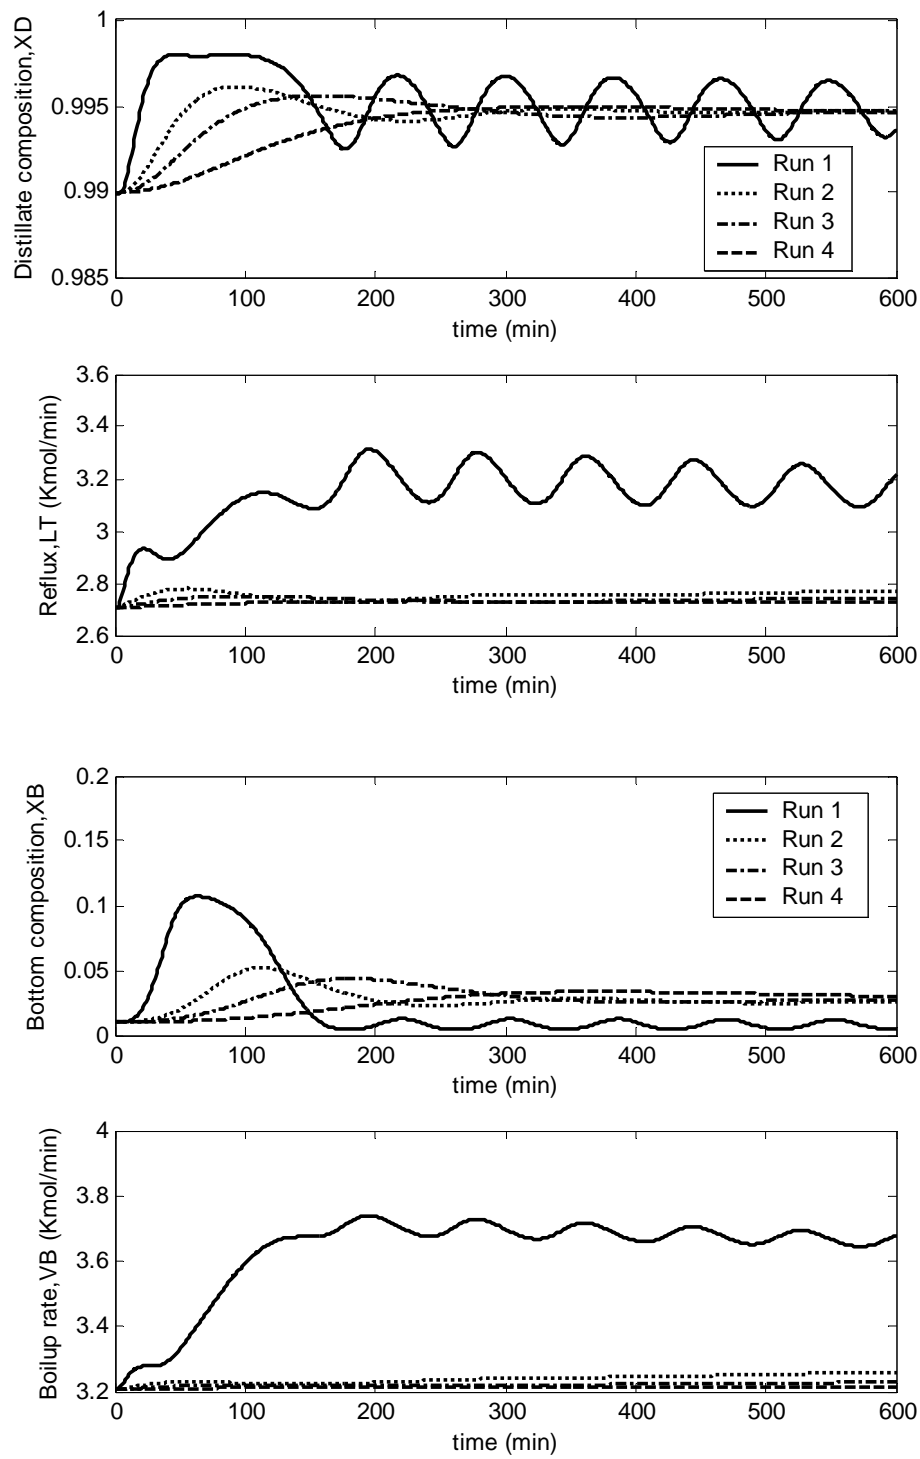 Distillate composition,XD
1
0.995
0.99
0.985
Run 1
Run 2
Run 3
Run 4
0 100 200 300 400 500 600
time (min)
Reflux,LT (Kmol/min)
3.6
3.4
3.2
3
2.8
2.6
0 100 200 300 400 500 600
time (min)
Bottom composition,XB
0.2
0.15
0.1
0.05
0
Run 1
Run 2
Run 3
Run 4
0 100 200 300 400 500 600
time (min)
Boilup rate,VB (Kmol/min)
4
3.8
3.6
3.4
3.2
0 100 200 300 400 500 600
time (min)